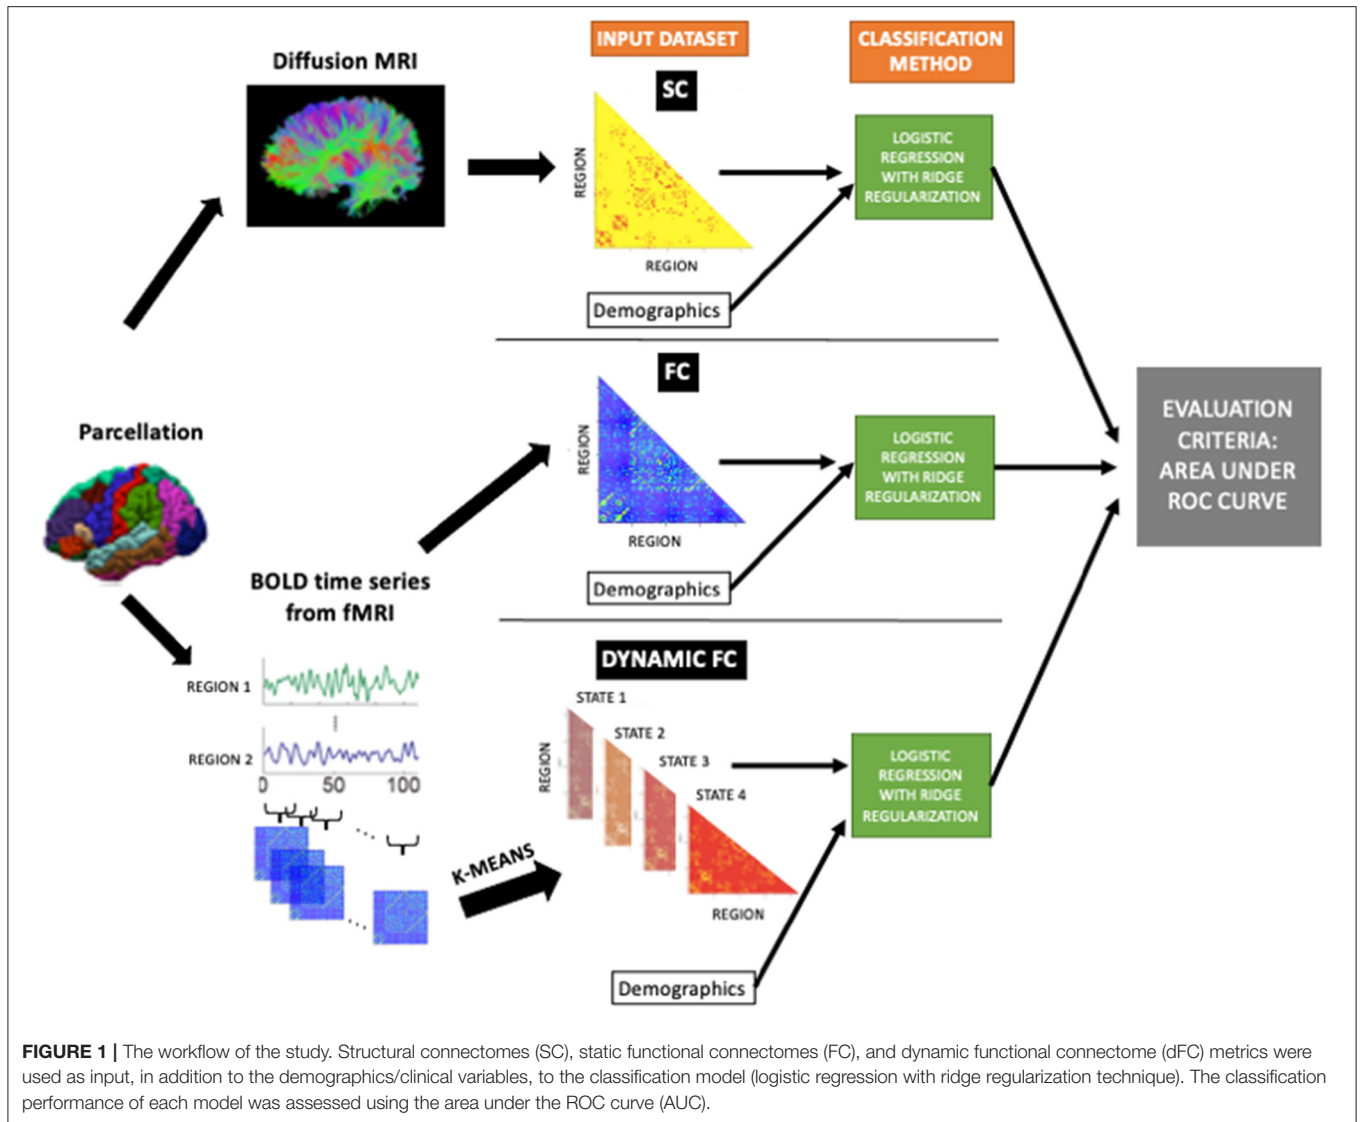 Diffusion MRI
INPUT DATASET
CLASSIFICATION
METHOD
SC
REGION
REGION
LOGISTIC
REGRESSION
WITH RIDGE
REGULARIZATION
Demographics
Parcellation
FC
REGION
REGION
LOGISTIC
REGRESSION
WITH RIDGE
REGULARIZATION
Demographics
EVALUATION
CRITERIA:
AREA UNDER
ROC CURVE
BOLD time series
from fMRI
REGION 1
REGION 2
0 50 100
K-MEANS
DYNAMIC FC
STATE 1
STATE 2
STATE 3
STATE 4
REGION
REGION
LOGISTIC
REGRESSION
WITH RIDGE
REGULARIZATION
Demographics
FIGURE 1 | The workflow of the study. Structural connectomes (SC), static functional connectomes (FC), and dynamic functional connectome (dFC) metrics were
used as input, in addition to the demographics/clinical variables, to the classification model (logistic regression with ridge regularization technique). The classification
performance of each model was assessed using the area under the ROC curve (AUC).